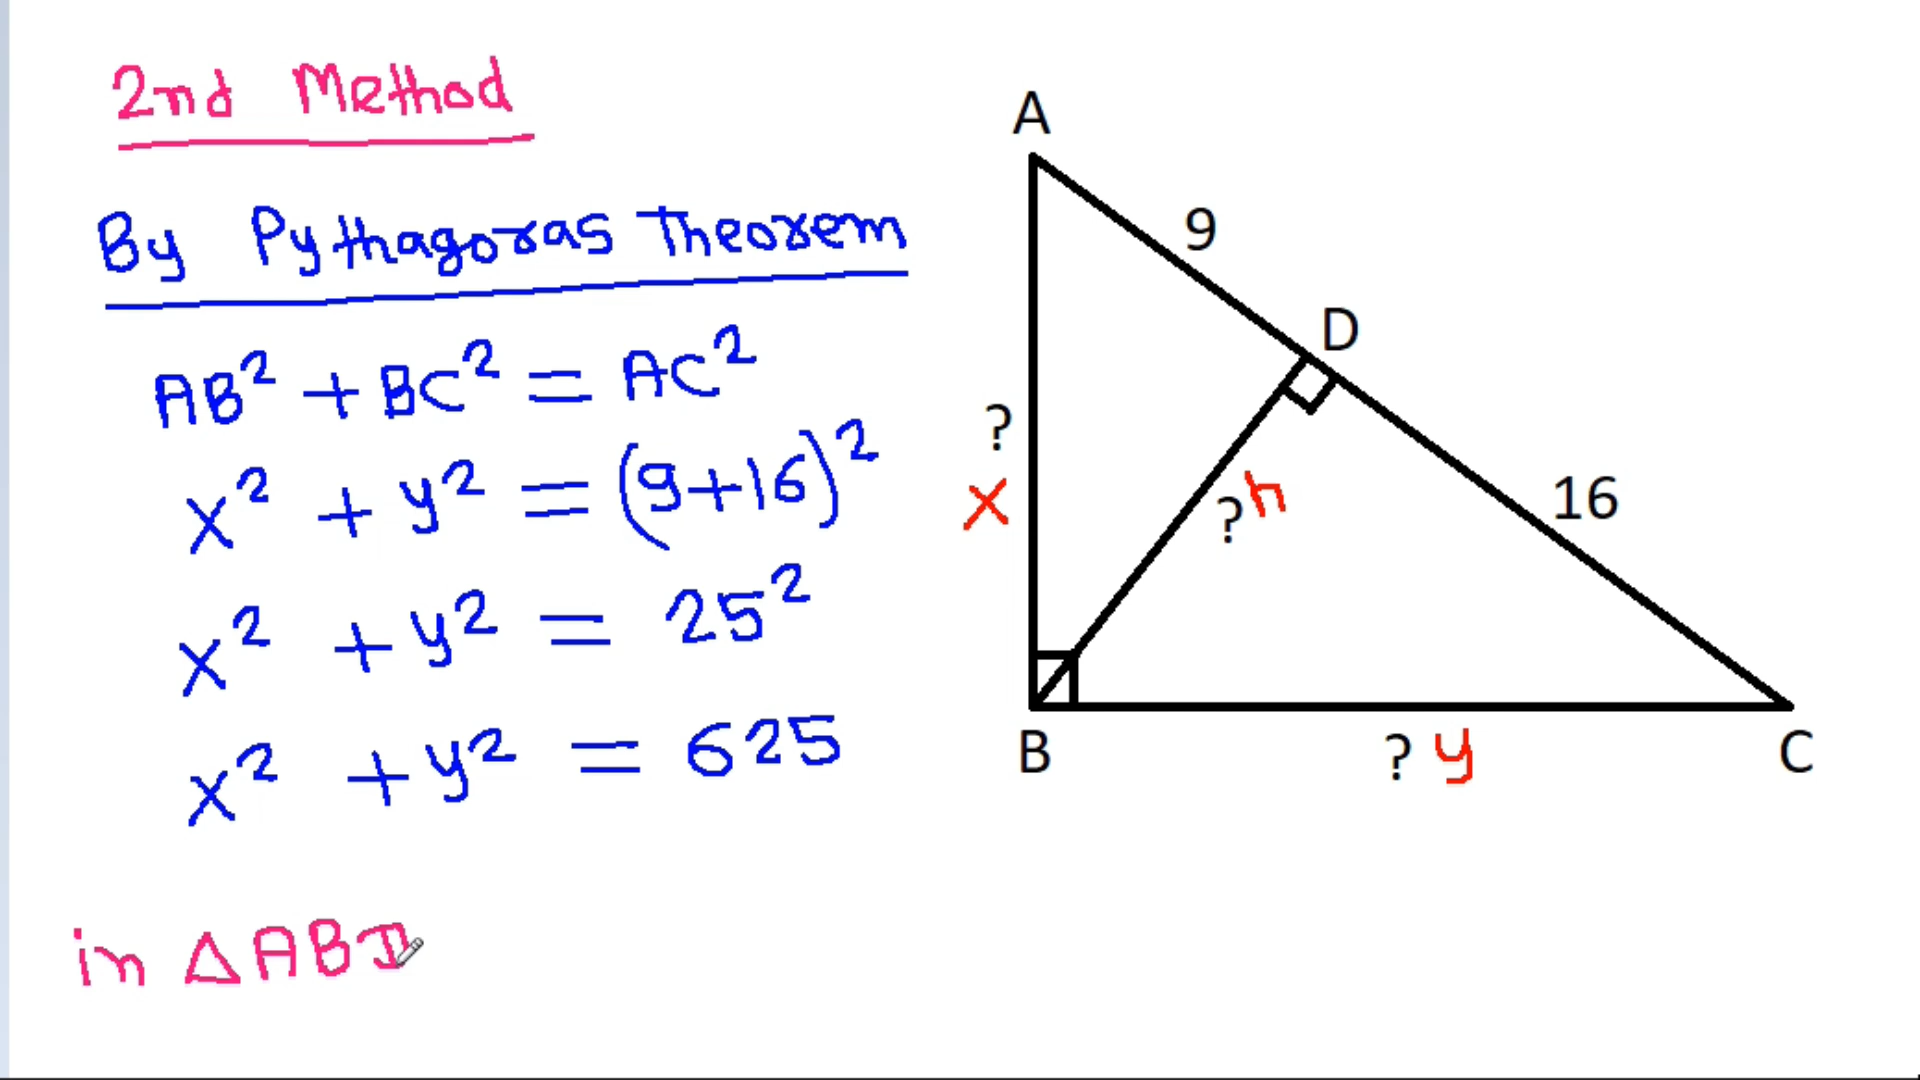 2nd Method
By Pythagoras Theorem
AB² + BC² = AC²
x² + y² = (9+16)²
x² + y² = 25²
x² + y² = 625
in △ABD
A
9
D
?
x
? h
16
B
? y
C